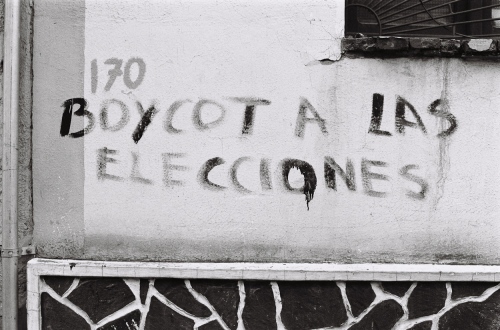 170
BOYCOT A LAS
ELECCIONES